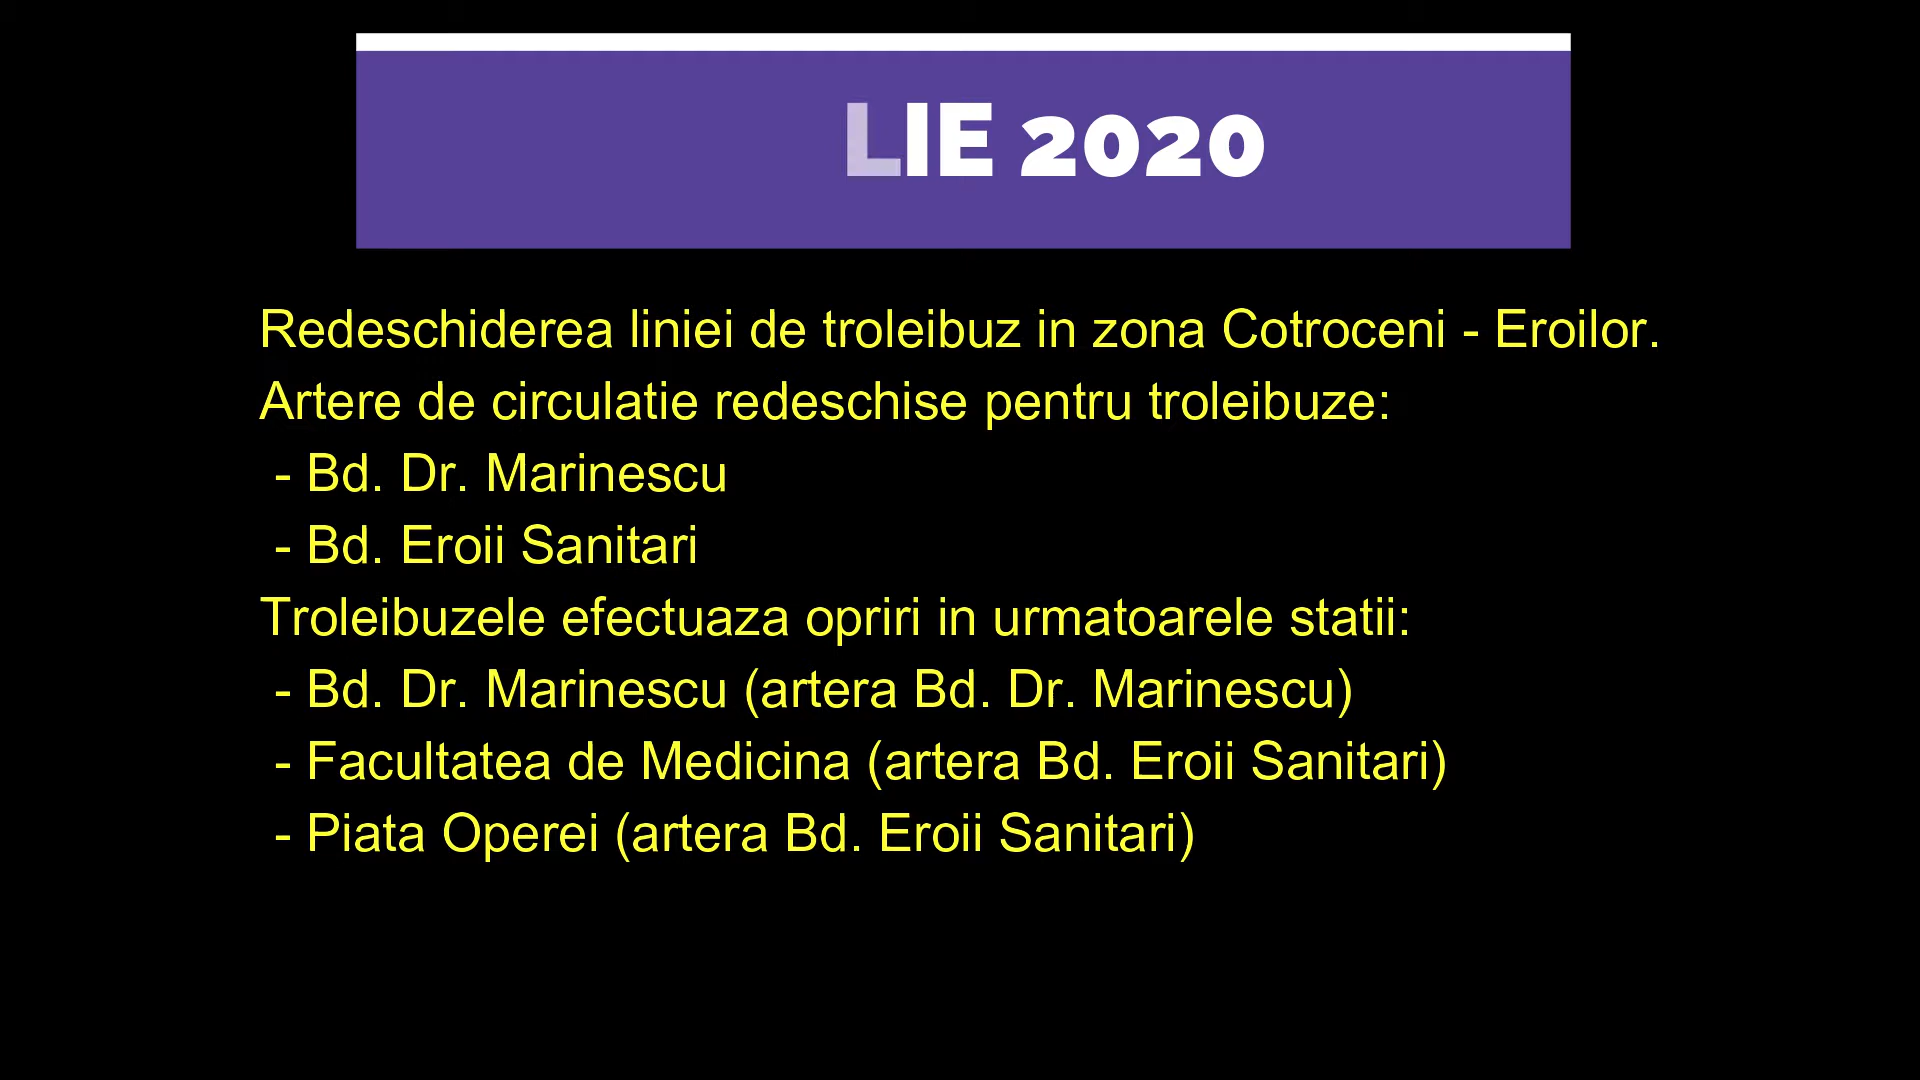 LIE 2020
Redeschiderea liniei de troleibuz in zona Cotroceni - Eroilor.
Artere de circulatie redeschise pentru troleibuze:
- Bd. Dr. Marinescu
- Bd. Eroii Sanitari
Troleibuzele efectuaza opriri in urmatoarele statii:
- Bd. Dr. Marinescu (artera Bd. Dr. Marinescu)
- Facultatea de Medicina (artera Bd. Eroii Sanitari)
- Piata Operei (artera Bd. Eroii Sanitari)